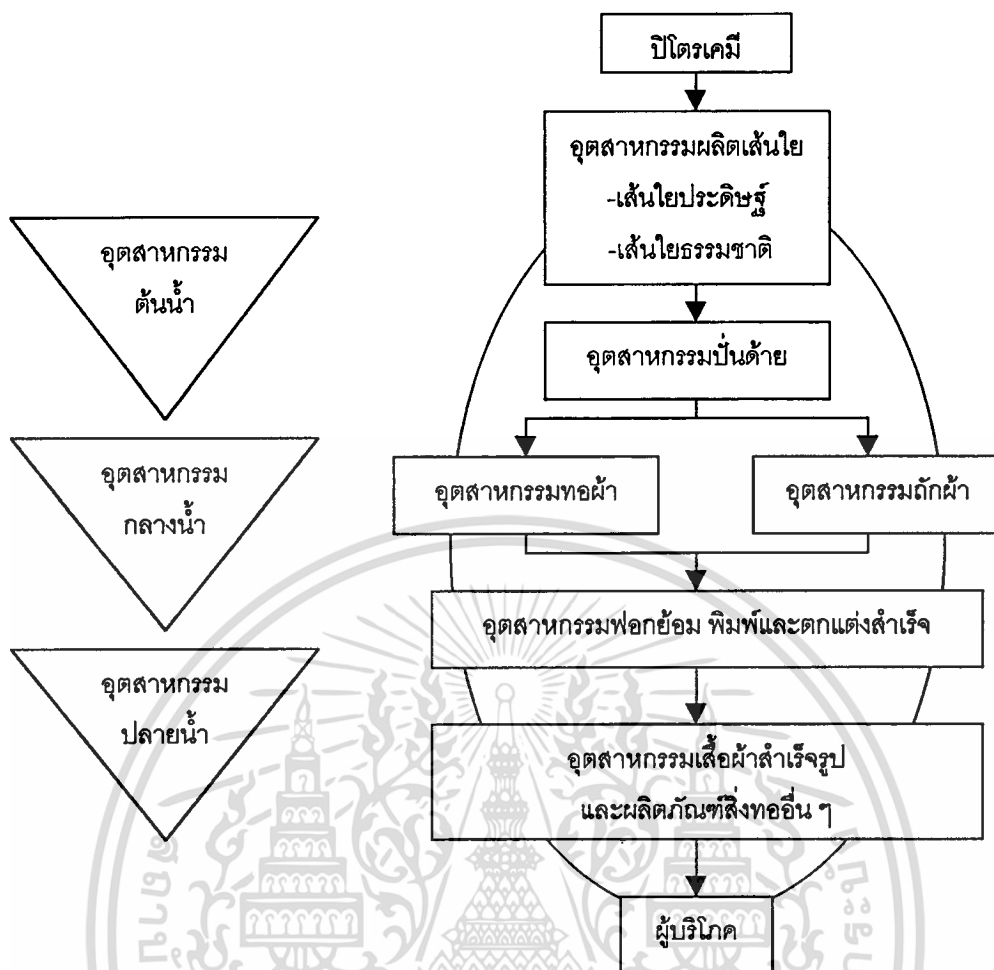 ปิโตรเคมี
อุตสาหกรรมผลิตเส้นใย
-เส้นใยประดิษฐ์
-เส้นใยธรรมชาติ
อุตสาหกรรม
ต้นน้ำ
อุตสาหกรรมปั่นด้าย
อุตสาหกรรม
กลางน้ำ
อุตสาหกรรมทอผ้า
อุตสาหกรรมถักผ้า
อุตสาหกรรมฟอกย้อม พิมพ์และตกแต่งสำเร็จ
อุตสาหกรรม
ปลายน้ำ
อุตสาหกรรมเสื้อผ้าสำเร็จรูป
และผลิตภัณฑ์สิ่งทออื่น ๆ
ผู้บริโภค